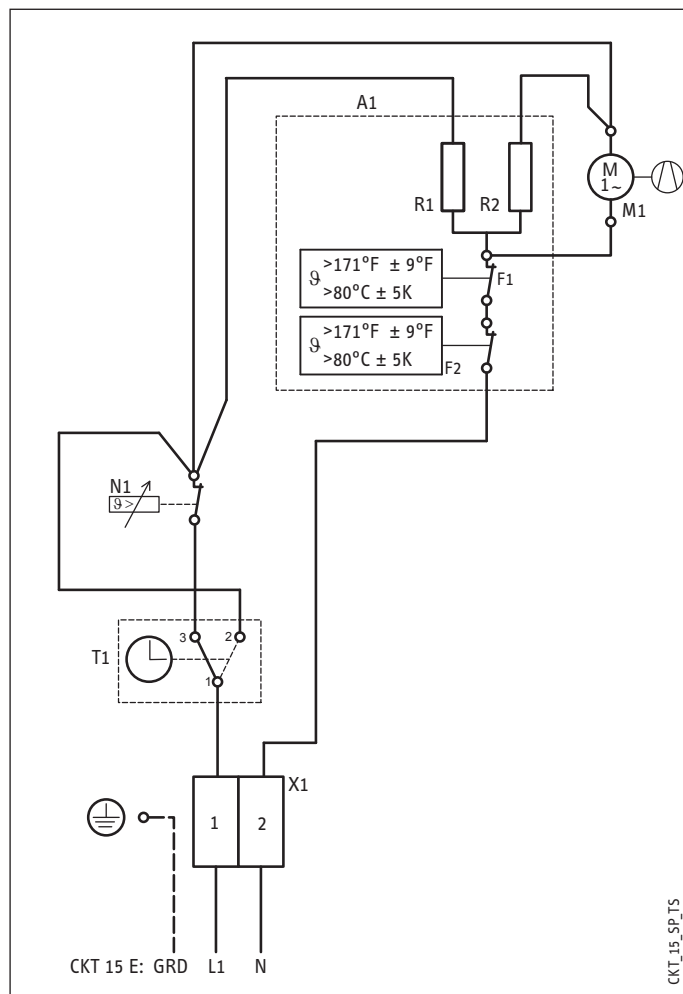 A1
M
1~
M1
R1
R2
ϑ >171°F ± 9°F
>80°C ± 5K
F1
ϑ >171°F ± 9°F
>80°C ± 5K
F2
N1
ϑ>
T1
3
2
1
X1
1
2
CKT 15 E: GRD L1 N
CKT_15_SP_TS